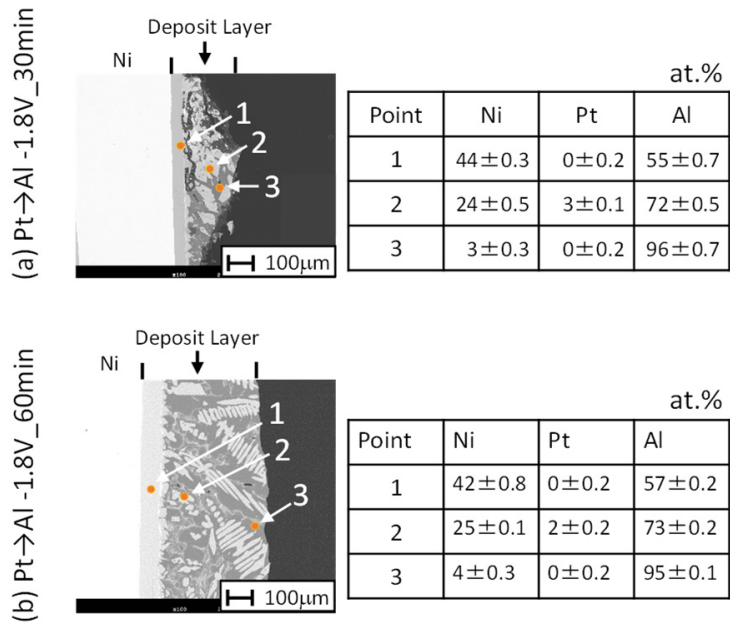 (a) Pt→Al -1.8V_30min
Deposit Layer
Ni
1
2
3
100μm
at.%
Point Ni Pt Al
1 44±0.3 0±0.2 55±0.7
2 24±0.5 3±0.1 72±0.5
3 3±0.3 0±0.2 96±0.7
(b) Pt→Al -1.8V_60min
Deposit Layer
Ni
1
2
3
100μm
at.%
Point Ni Pt Al
1 42±0.8 0±0.2 57±0.2
2 25±0.1 2±0.2 73±0.2
3 4±0.3 0±0.2 95±0.1